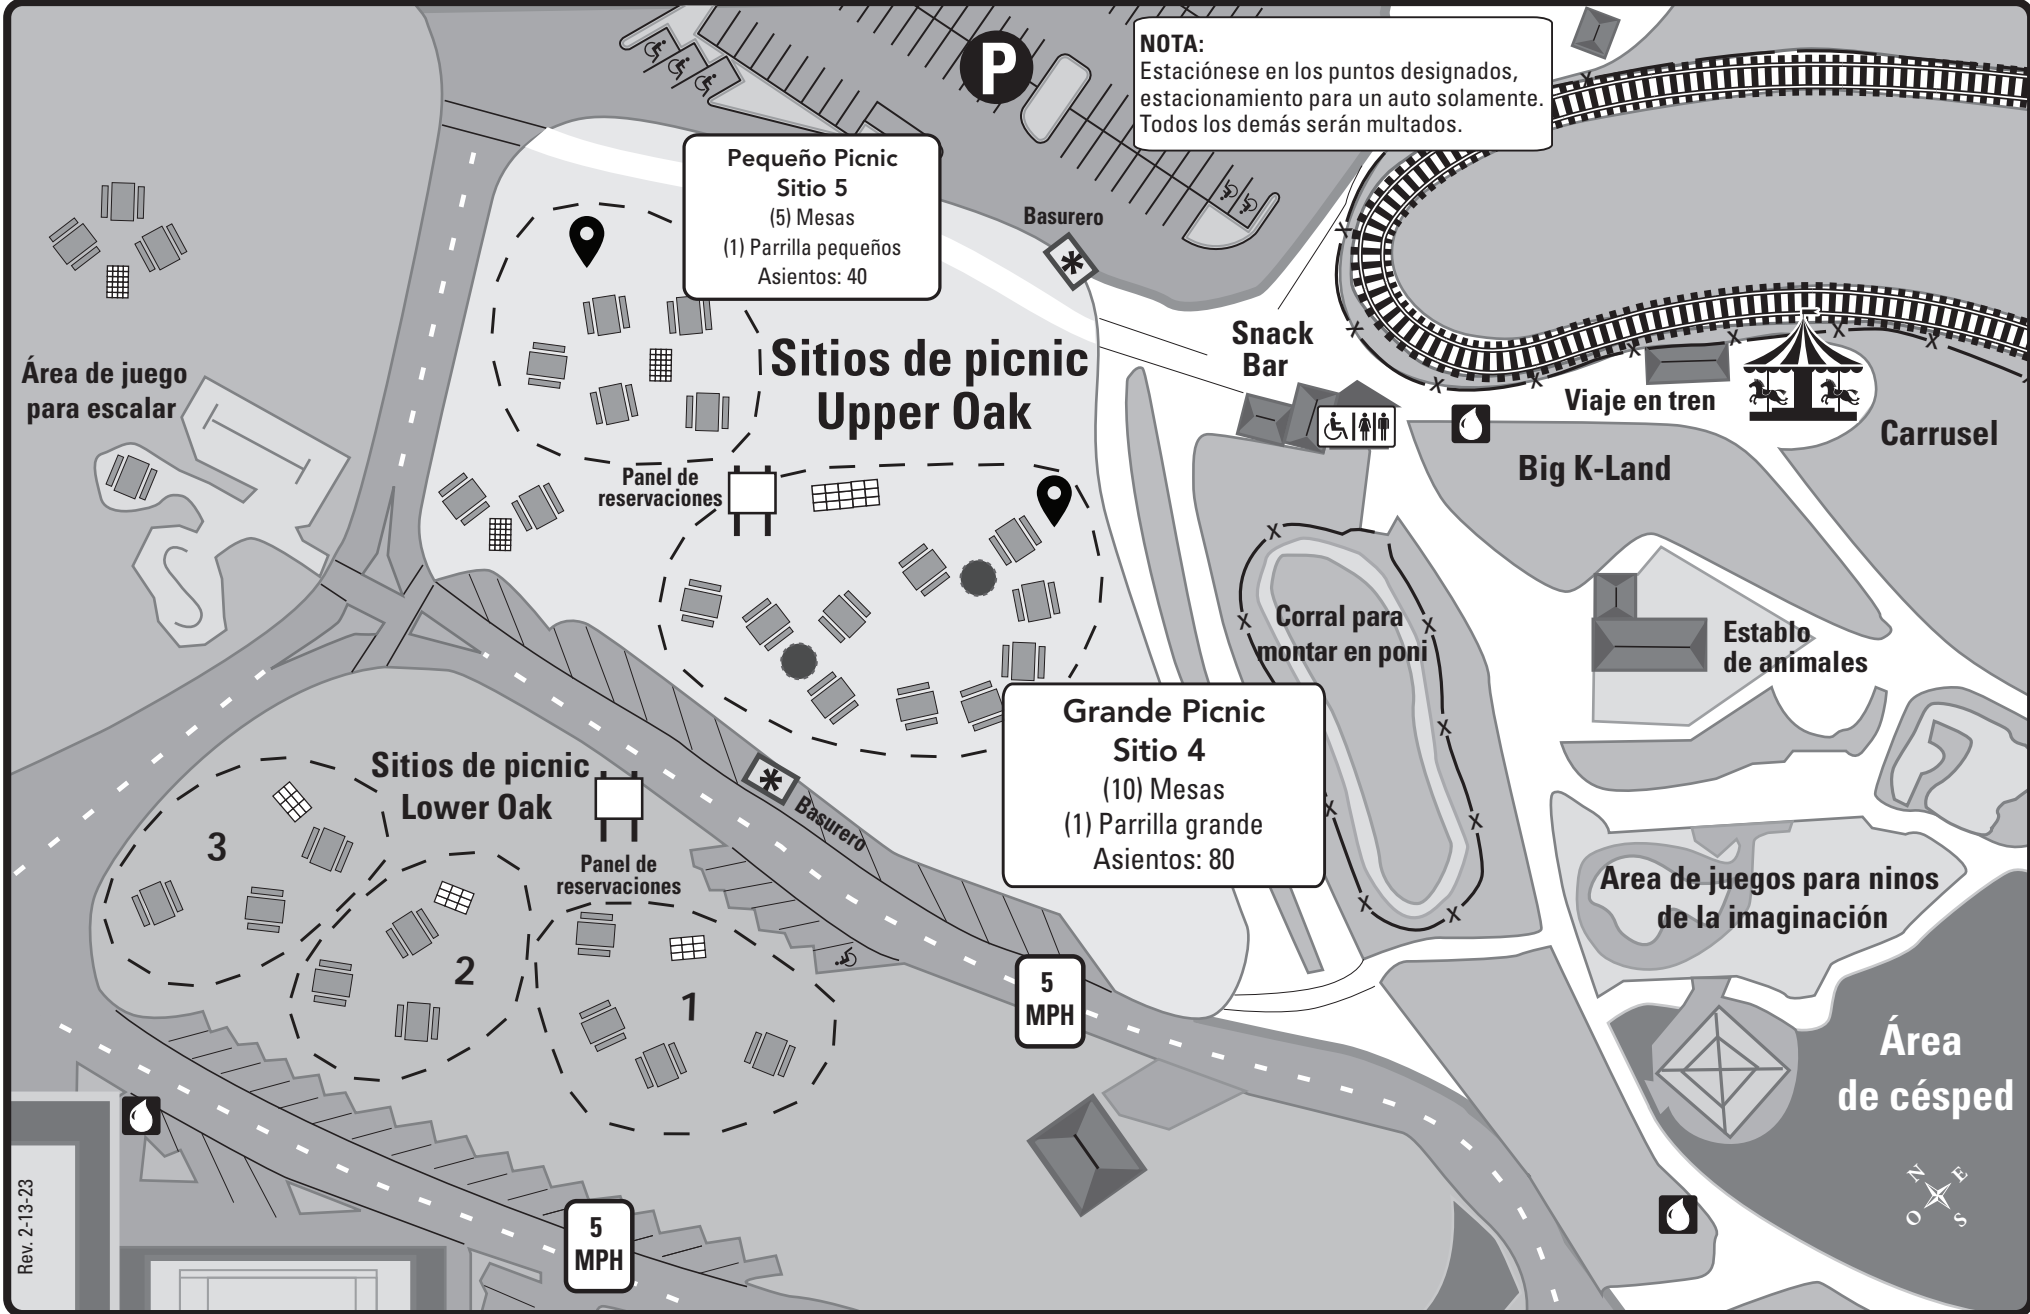 P
NOTA:
Estaciónese en los puntos designados,
estacionamiento para un auto solamente.
Todos los demás serán multados.
Pequeño Picnic
Sitio 5
(5) Mesas
(1) Parrilla pequeños
Asientos: 40
Basurero
Snack
Bar
Sitios de picnic
Upper Oak
Área de juego
para escalar
Viaje en tren
Carrusel
Big K-Land
Panel de
reservaciones
Corral para
montar en poni
Establo
de animales
Grande Picnic
Sitio 4
(10) Mesas
(1) Parrilla grande
Asientos: 80
Sitios de picnic
Lower Oak
Basurero
Panel de
reservaciones
3
2
1
Area de juegos para ninos
de la imaginación
5
MPH
Área
de césped
N
E
O
S
5
MPH
Rev. 2-13-23